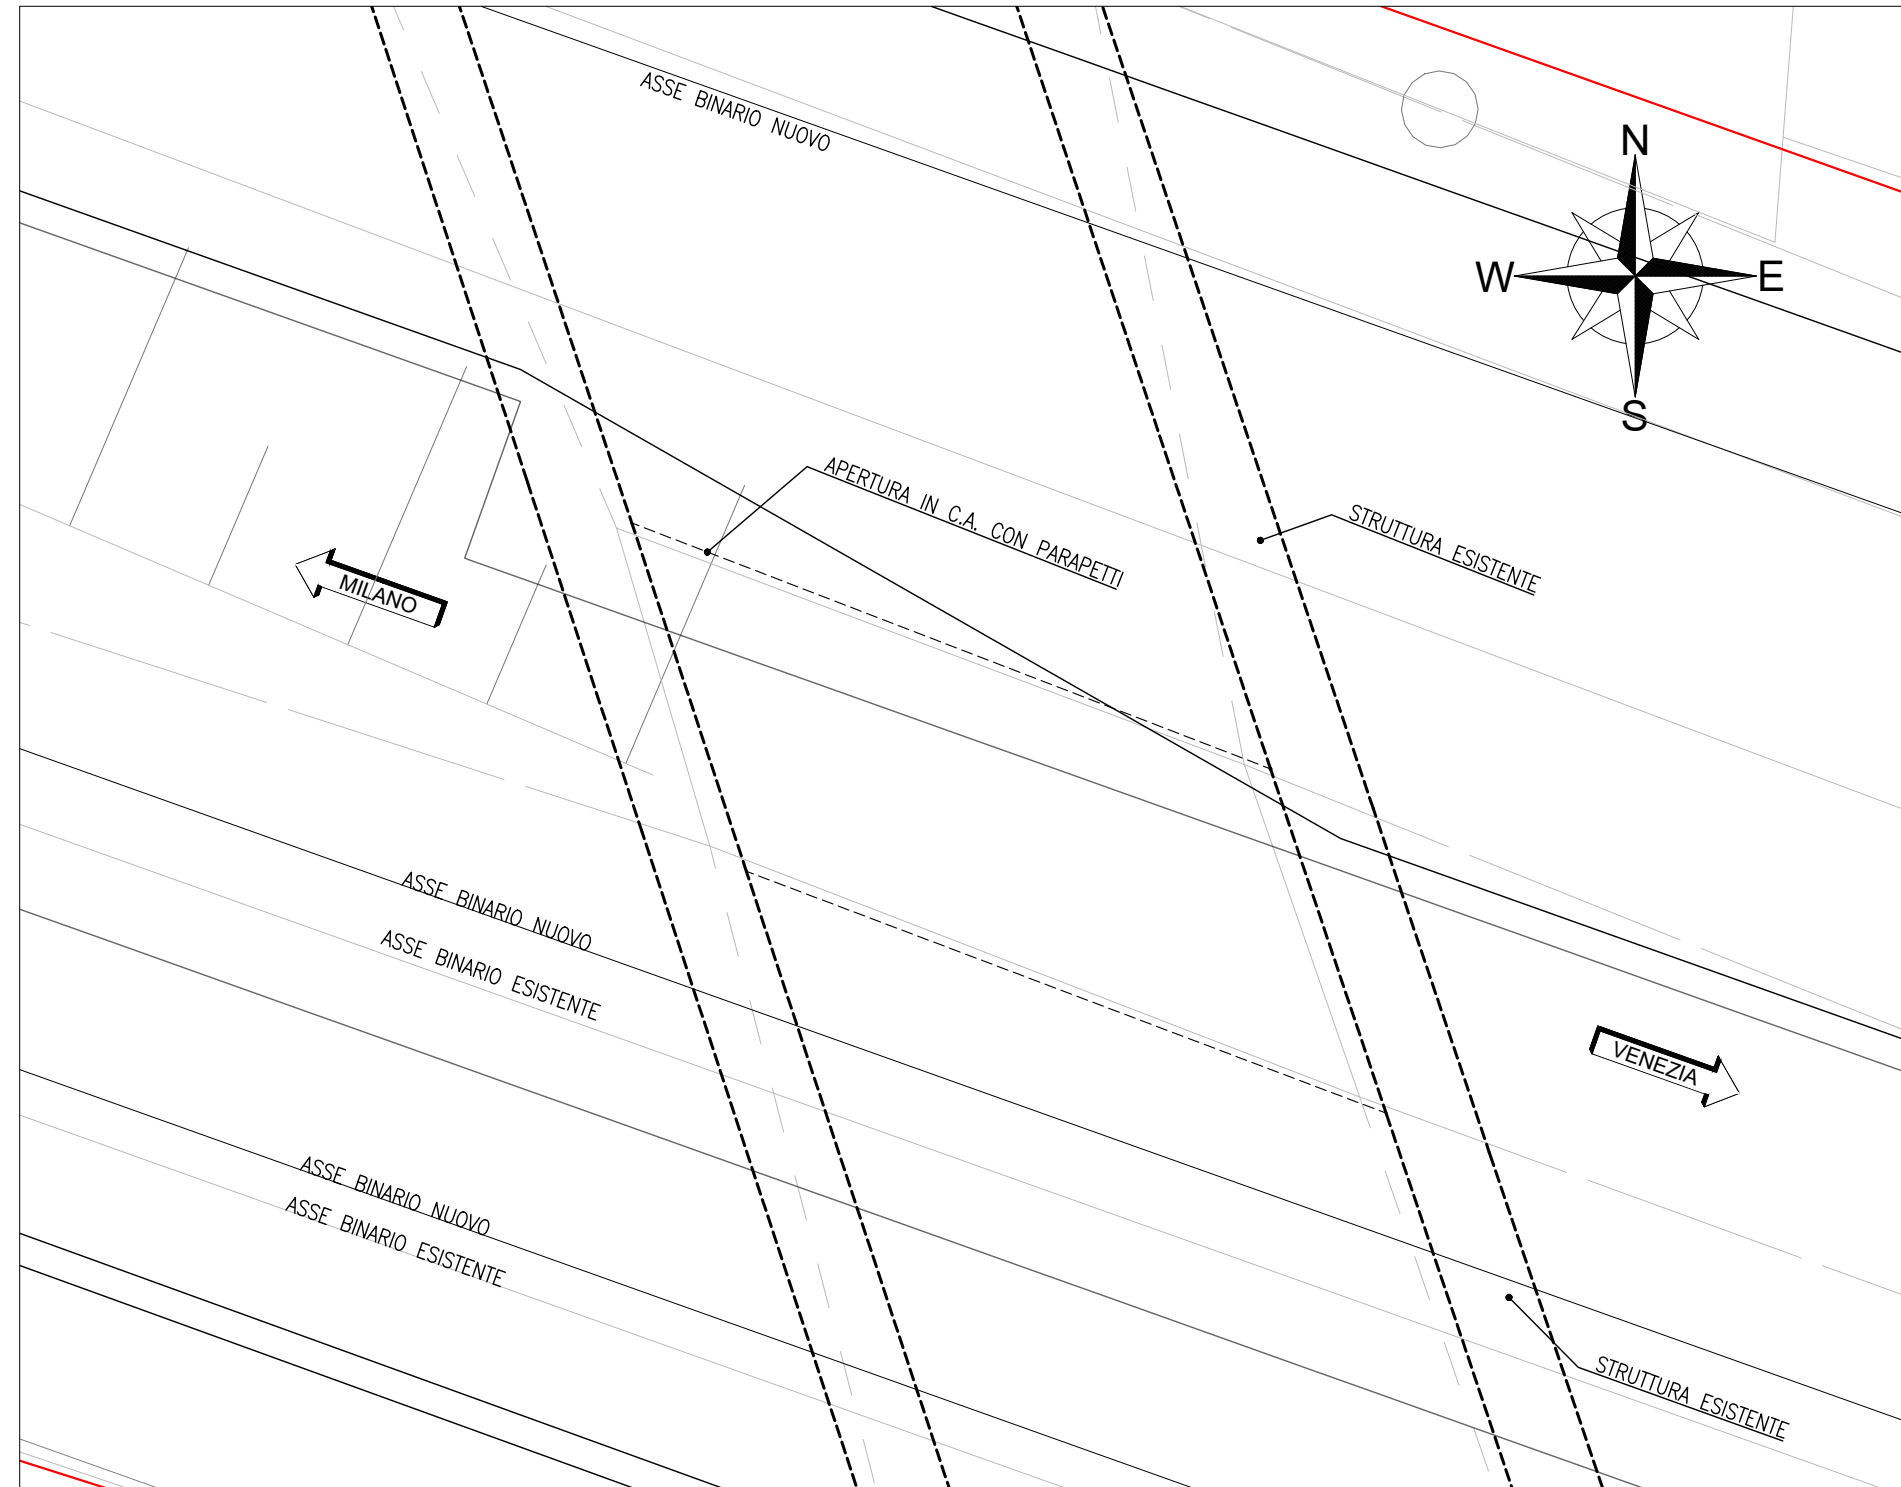 ASSE BINARIO NUOVO
N
W
E
S
APERTURA IN C.A. CON PARAPETTI
STRUTTURA ESISTENTE
MILANO
ASSE BINARIO NUOVO
ASSE BINARIO ESISTENTE
VENEZIA
ASSE BINARIO NUOVO
ASSE BINARIO ESISTENTE
STRUTTURA ESISTENTE